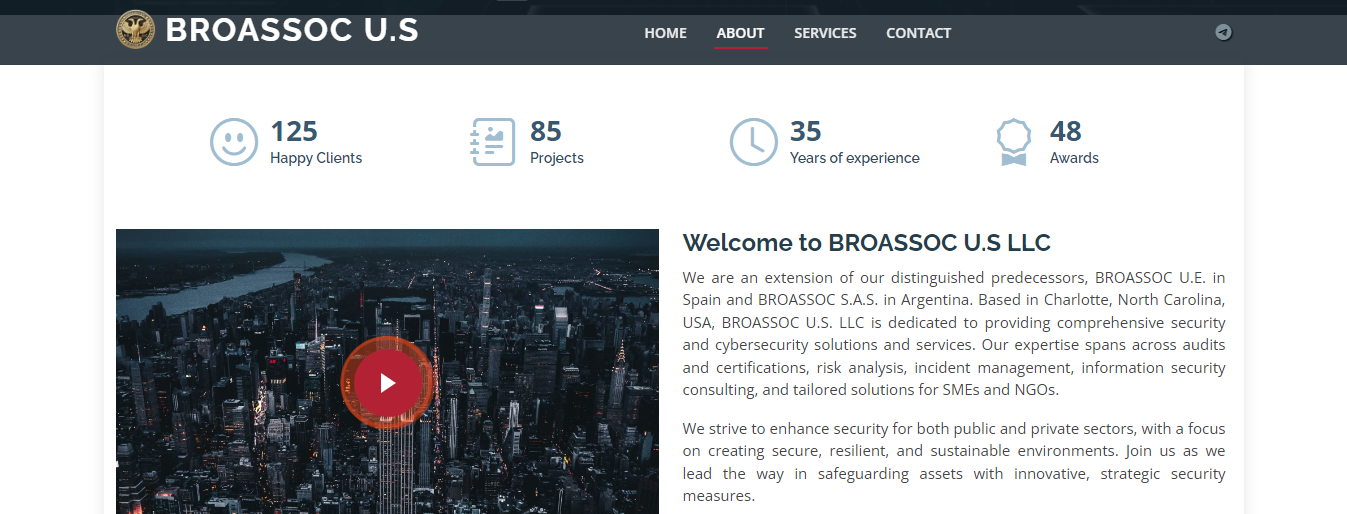 BROASSOC U.S
HOME
ABOUT
SERVICES
CONTACT
125
Happy Clients
85
Projects
35
Years of experience
48
Awards
Welcome to BROASSOC U.S LLC
We are an extension of our distinguished predecessors, BROASSOC U.E. in
Spain and BROASSOC S.A.S. in Argentina. Based in Charlotte, North Carolina,
USA, BROASSOC U.S. LLC is dedicated to providing comprehensive security
and cybersecurity solutions and services. Our expertise spans across audits
and certifications, risk analysis, incident management, information security
consulting, and tailored solutions for SMEs and NGOs.
We strive to enhance security for both public and private sectors, with a focus
on creating secure, resilient, and sustainable environments. Join us as we
lead the way in safeguarding assets with innovative, strategic security
measures.